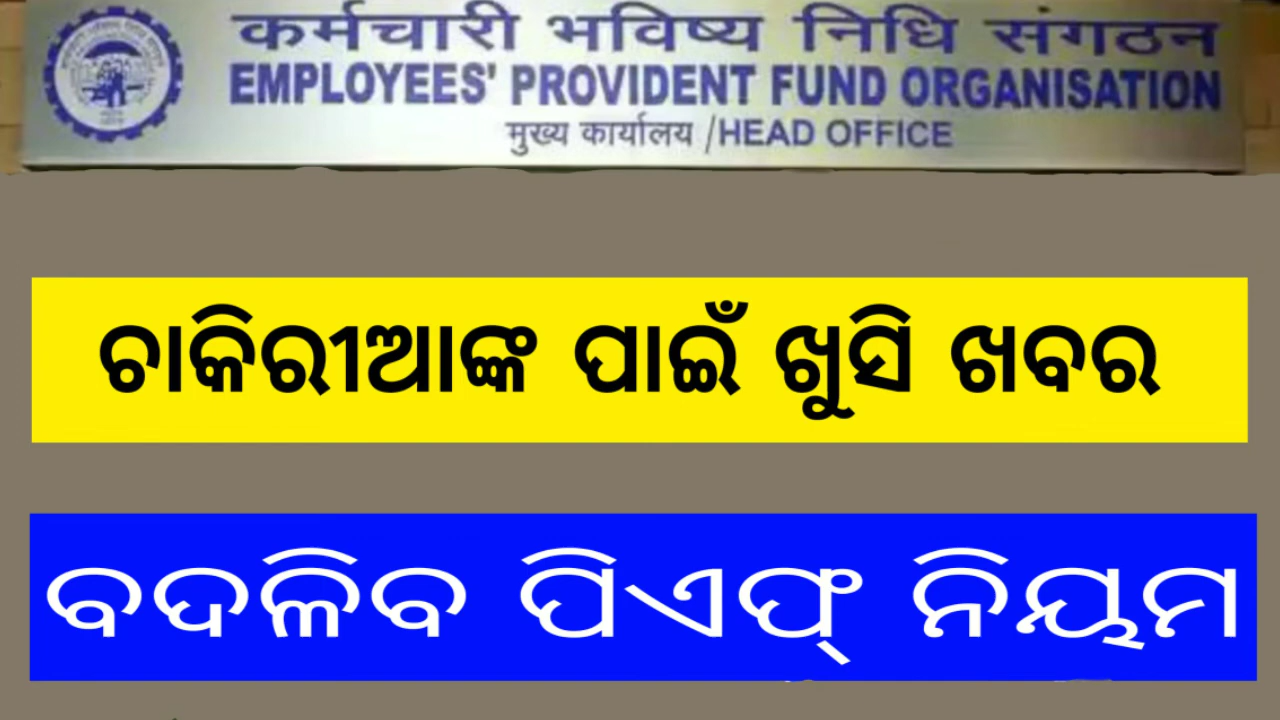 कर्मचारी भविष्य निधि संगठन
EMPLOYEES' PROVIDENT FUND ORGANISATION
मुख्य कार्यालय /HEAD OFFICE
ଚାକିରୀଆଙ୍କ ପାଇଁ ଖୁସି ଖବର
ବଦଳିବ ପିଏଫ୍ ନିୟମ